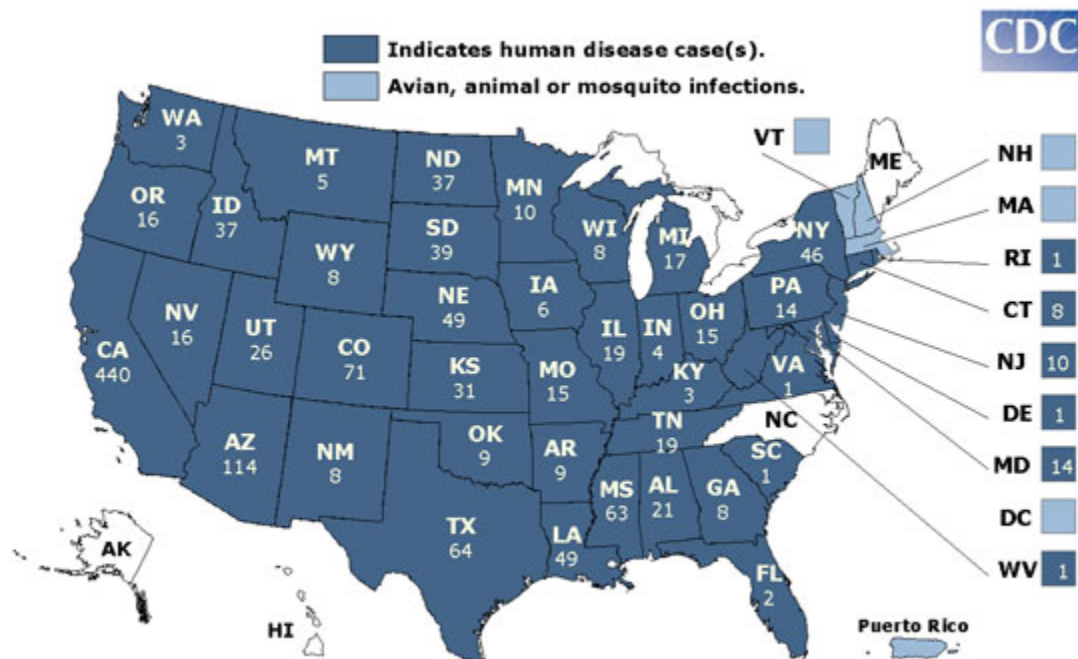 CDC
Indicates human disease case(s).
Avian, animal or mosquito infections.
WA
3
MT
5
ND
37
MN
10
VT
ME
NH
OR
16
ID
37
WY
8
SD
39
WI
8
MI
17
NY
46
MA
RI 1
NV
16
UT
26
CO
71
NE
49
IA
6
IL
19
IN
4
OH
15
PA
14
CT 8
CA
440
KS
31
MO
15
KY
3
VA
1
NJ 10
AZ
114
NM
8
OK
9
AR
9
TN
19
NC
SC
1
DE 1
MS
63
AL
21
GA
8
MD 14
TX
64
LA
49
FL
2
DC
WV 1
AK
HI
Puerto Rico